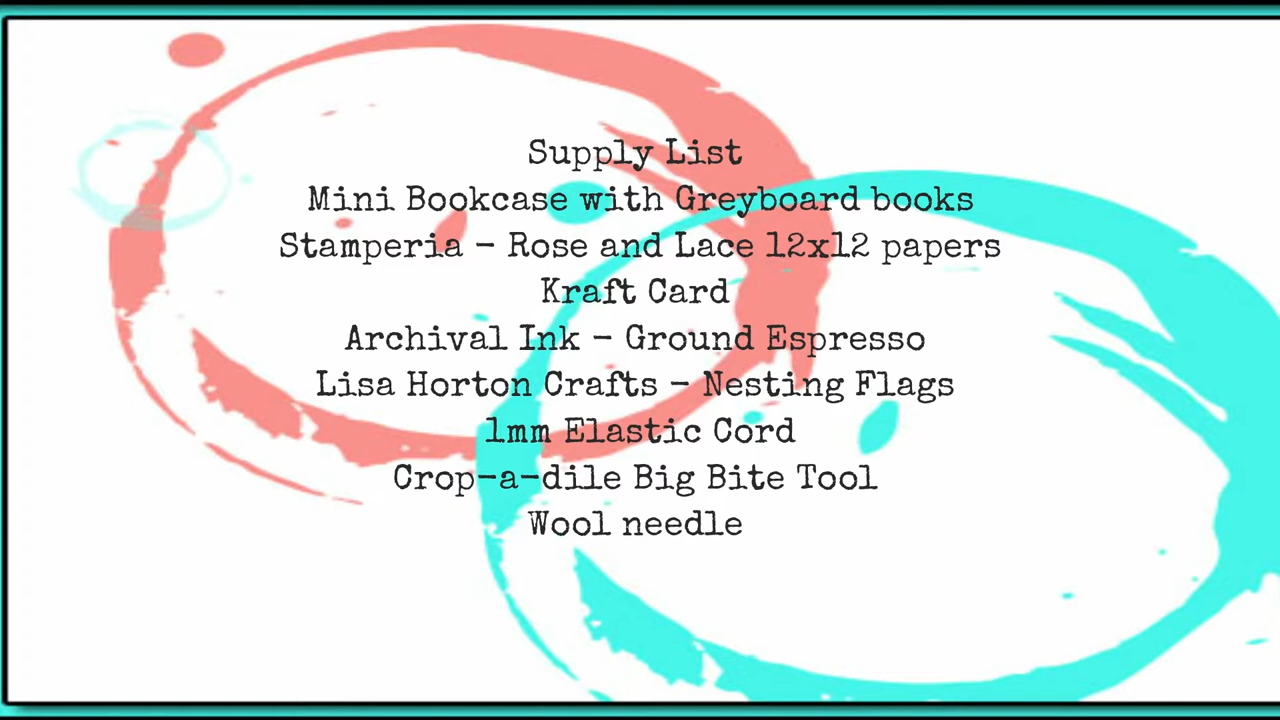 Supply List
Mini Bookcase with Greyboard books
Stamperia - Rose and Lace 12x12 papers
Kraft Card
Archival Ink - Ground Espresso
Lisa Horton Crafts - Nesting Flags
1mm Elastic Cord
Crop-a-dile Big Bite Tool
Wool needle